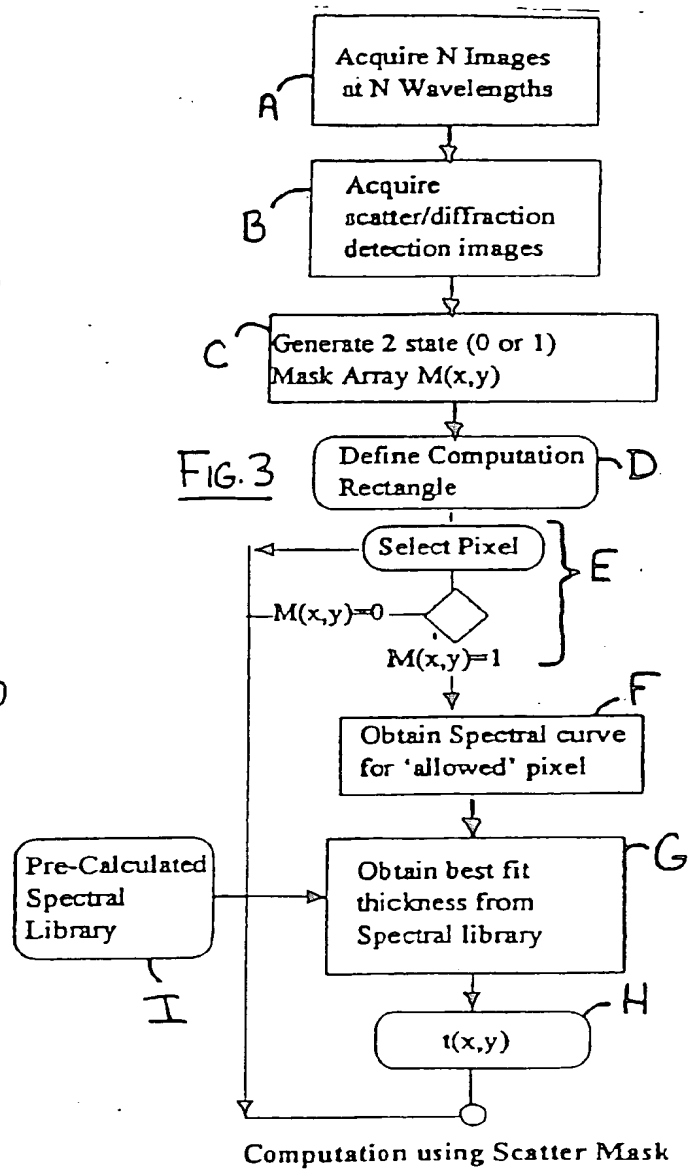 Acquire N Images
at N Wavelengths
A
Acquire
scatter/diffraction
detection images
B
Generate 2 state (0 or 1)
Mask Array M(x,y)
C
FIG. 3
Define Computation
Rectangle
D
Select Pixel
E
M(x,y)=0
M(x,y)=1
F
Obtain Spectral curve
for 'allowed' pixel
Pre-Calculated
Spectral
Library
I
Obtain best fit
thickness from
Spectral library
G
H
t(x,y)
Computation using Scatter Mask